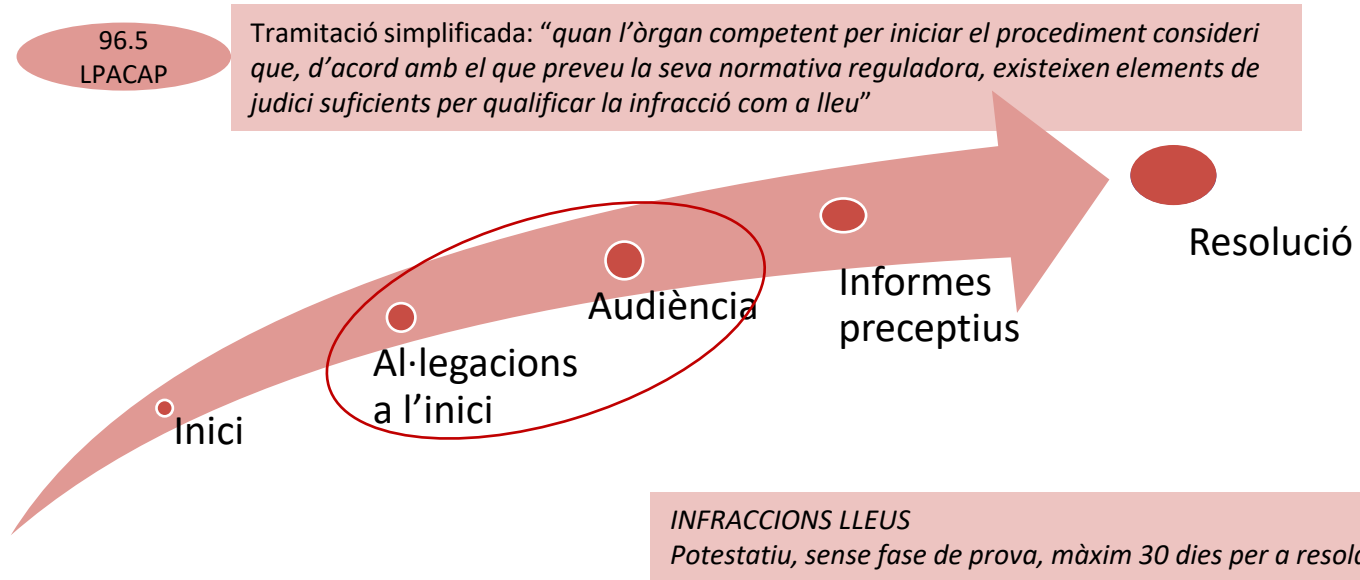 96.5
LPACAP
Tramitació simplificada: “quan l’òrgan competent per iniciar el procediment consideri
que, d’acord amb el que preveu la seva normativa reguladora, existeixen elements de
judici suficients per qualificar la infracció com a lleu”
Resolució
Informes
preceptius
Audiència
Al·legacions
a l’inici
Inici
INFRACCIONS LLEUS
Potestatiu, sense fase de prova, màxim 30 dies per a